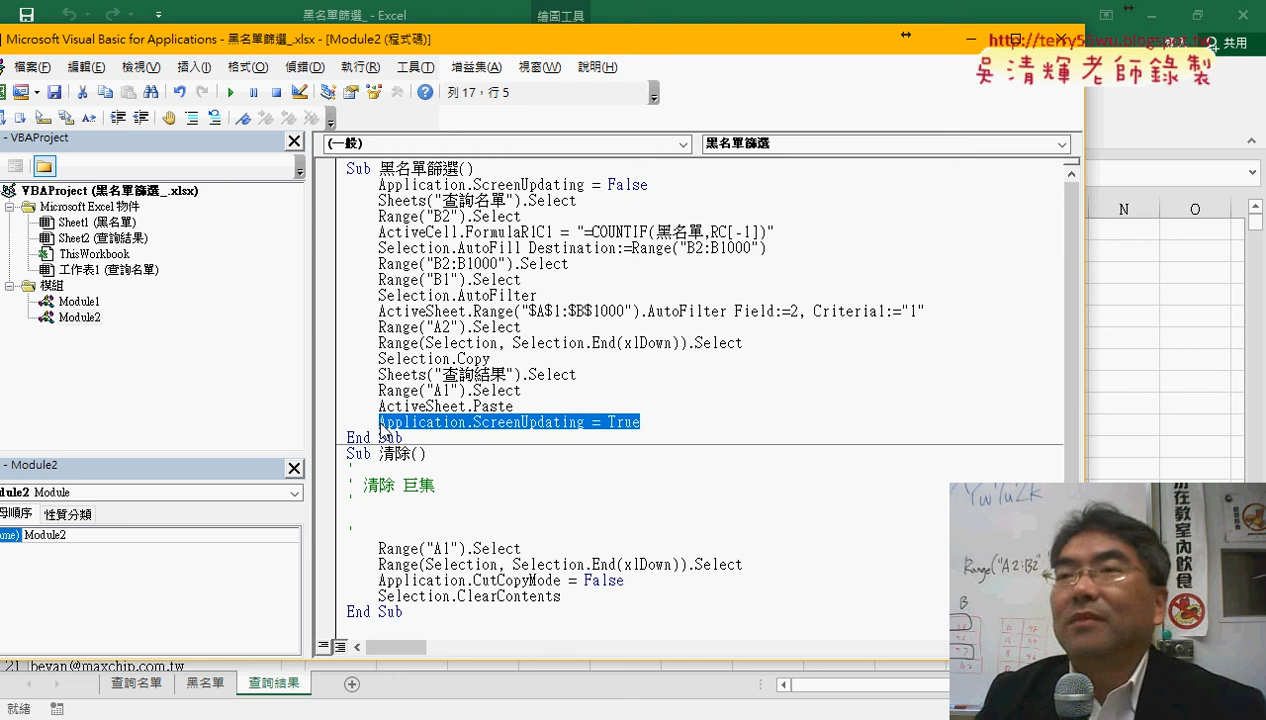 黑名單篩選_ - Excel
繪圖工具
Microsoft Visual Basic for Applications - 黑名單篩選_.xlsx - [Module2 (程式碼)]
http://terry55wu.blogspot.tw
共用
吳清輝老師錄製
檔案(F) 編輯(E) 檢視(V) 插入(I) 格式(O) 偵錯(D) 執行(R) 工具(T) 增益集(A) 視窗(W) 說明(H)
列 17，行 5
- VBAProject
(一般)
黑名單篩選
VBAProject (黑名單篩選_.xlsx)
Microsoft Excel 物件
Sheet1 (黑名單)
Sheet2 (查詢結果)
ThisWorkbook
工作表1 (查詢名單)
模組
Module1
Module2
Sub 黑名單篩選()
Application.ScreenUpdating = False
Sheets("查詢名單").Select
Range("B2").Select
ActiveCell.FormulaR1C1 = "=COUNTIF(黑名單,RC[-1])"
Selection.AutoFill Destination:=Range("B2:B1000")
Range("B2:B1000").Select
Range("B1").Select
Selection.AutoFilter
ActiveSheet.Range("$A$1:$B$1000").AutoFilter Field:=2, Criteria1:="1"
Range("A2").Select
Range(Selection, Selection.End(xlDown)).Select
Selection.Copy
Sheets("查詢結果").Select
Range("A1").Select
ActiveSheet.Paste
Application.ScreenUpdating = True
End Sub
Sub 清除()
'
' 清除 巨集
'
'
Range("A1").Select
Range(Selection, Selection.End(xlDown)).Select
Application.CutCopyMode = False
Selection.ClearContents
End Sub
N O
- Module2
dule2 Module
母順序 性質分類
ame) Module2
21 bevan@maxchip.com.tw
查詢名單 黑名單 查詢結果
就緒
在教室內飲食
Range("A2:B2"
B